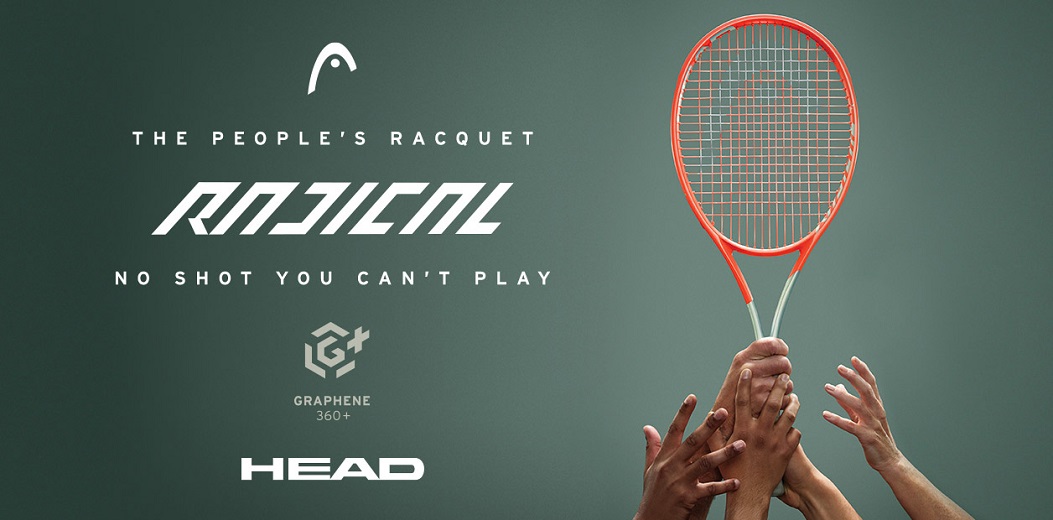 THE PEOPLE'S RACQUET
RADICAL
NO SHOT YOU CAN'T PLAY
G+
GRAPHENE
360+
HEAD